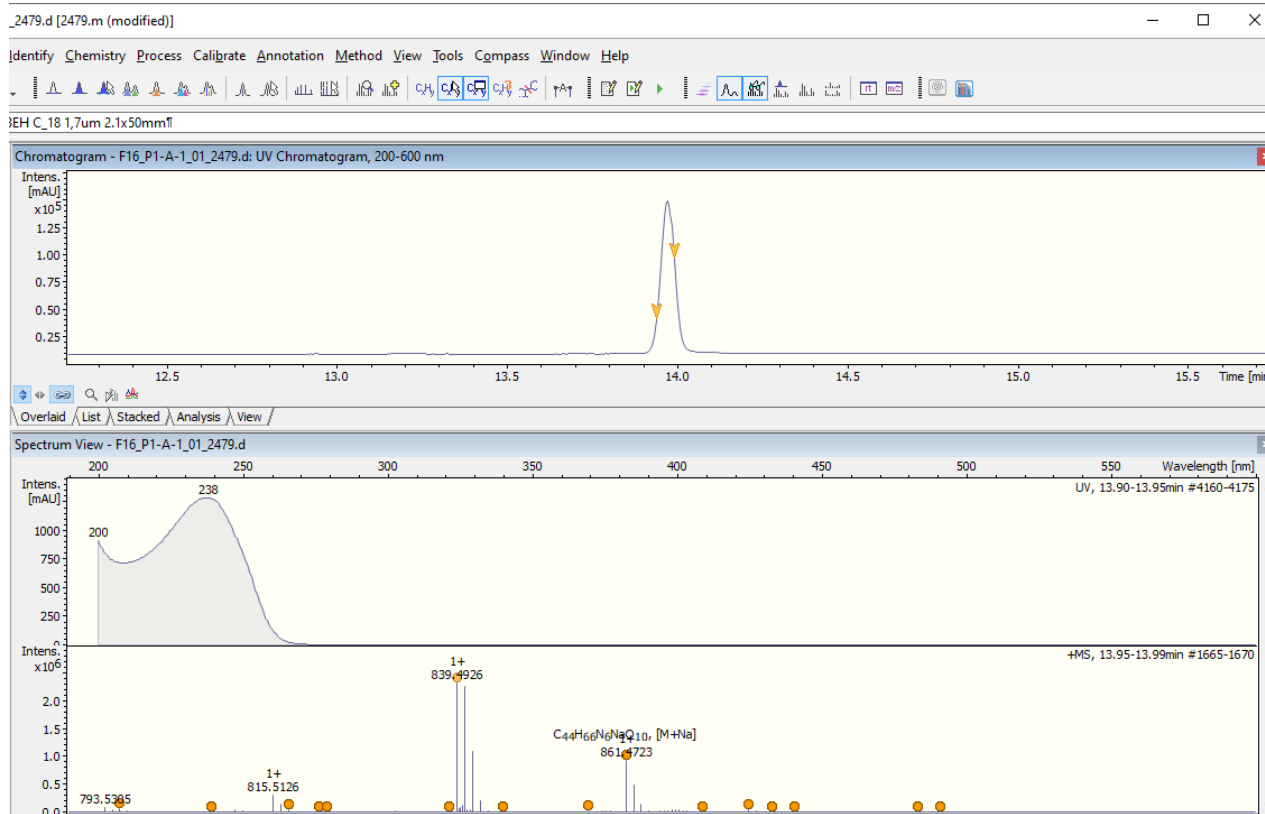 _2479.d [2479.m (modified)]
Identify Chemistry Process Calibrate Annotation Method View Tools Compass Window Help
BEH C_18 1,7um 2.1x50mm¶
Chromatogram - F16_P1-A-1_01_2479.d: UV Chromatogram, 200-600 nm
Intens.
[mAU]
x10⁵
1.25
1.00
0.75
0.50
0.25
12.5 13.0 13.5 14.0 14.5 15.0 15.5 Time [min
Overlaid List Stacked Analysis View
Spectrum View - F16_P1-A-1_01_2479.d
200 250 300 350 400 450 500 550 Wavelength [nm]
Intens.
[mAU]
UV, 13.90-13.95min #4160-4175
238
200
1000
750
500
250
0
Intens.
x10⁶
+MS, 13.95-13.99min #1665-1670
1+
839.4926
2.0
1.5
C₄₄H₆₆N₆NaO₁₀, [M+Na]
1+
861.4723
1.0
1+
815.5126
0.5
793.5305
0.0